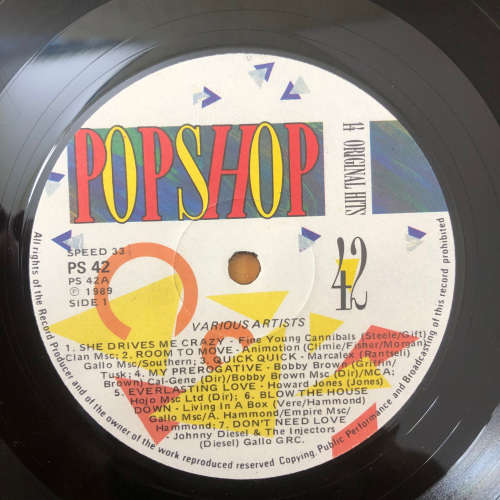 POPSHOP
14 ORIGINAL HITS
42
SPEED 33
PS 42
PS 42A
℗ 1989
SIDE 1
VARIOUS ARTISTS
1. SHE DRIVES ME CRAZY - Fine Young Cannibals (Steele/Gift)
Clan Msc; 2. ROOM TO MOVE - Animotion (Climie/Fisher/Morgan)
Gallo Msc/Southern; 3. QUICK QUICK - Marcalex (Rantseli)
Tusk; 4. MY PREROGATIVE - Bobby Brown (Griffin/
Brown) Cal-Gene (Dir)/Bobby Brown Msc (Dir)/MCA;
5. EVERLASTING LOVE - Howard Jones (Jones)
Hojo Msc Ltd (Dir); 6. BLOW THE HOUSE
DOWN - Living In A Box (Vere/Hammond)
Gallo Msc/A. Hammond/Empire Msc/
Gallo/Hammond; 7. DON'T NEED LOVE
- Johnny Diesel & The Injectors
(Diesel) Gallo GRC.
All rights of the Record Producer and of the owner of the work reproduced reserved. Copying, Public Performance and Broadcasting of this record prohibited